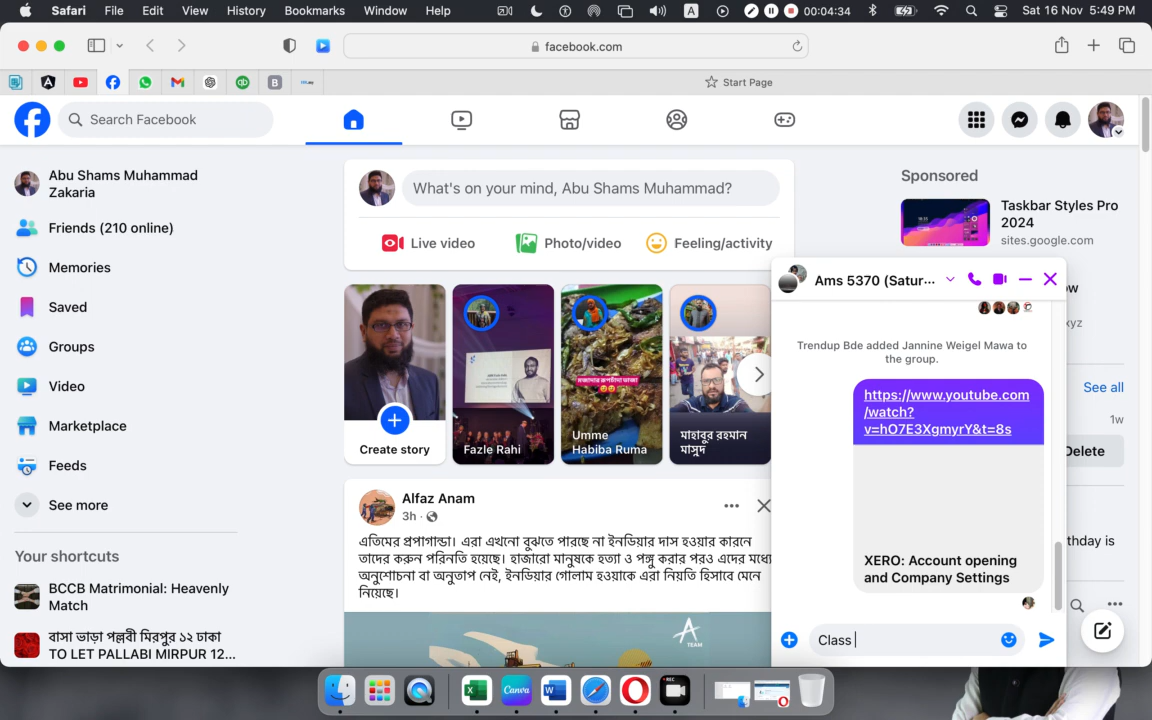 Safari File Edit View History Bookmarks Window Help 00:04:34 Sat 16 Nov 5:49 PM
facebook.com
Start Page
Search Facebook
Abu Shams Muhammad
Zakaria
Friends (210 online)
Memories
Saved
Groups
Video
Marketplace
Feeds
See more
Your shortcuts
BCCB Matrimonial: Heavenly
Match
বাসা ভাড়া পল্লবী মিরপুর ১২ ঢাকা
TO LET PALLABI MIRPUR 12...
What's on your mind, Abu Shams Muhammad?
Live video Photo/video Feeling/activity
Create story
Fazle Rahi
Umme
Habiba Ruma
মাহাবুর রহমান
মাসুদ
Alfaz Anam
3h ·
এতিমের প্রপাগান্ডা। এরা এখনো বুঝতে পারছে না ইনডিয়ার দাস হওয়ার কারনে
তাদের করুন পরিনতি হয়েছে। হাজারো মানুষকে হত্যা ও পঙ্গু করার পরও এদের মধ্যে
অনুশোচনা বা অনুতাপ নেই, ইনডিয়ার গোলাম হওয়াকে এরা নিয়তি হিসাবে মেনে
নিয়েছে।
A TEAM
Sponsored
Taskbar Styles Pro
2024
sites.google.com
Ams 5370 (Satur...
Trendup Bde added Jannine Weigel Mawa to
the group.
https://www.youtube.com
/watch?
v=hO7E3XgmyrY&t=8s
XERO: Account opening
and Company Settings
Class
ow
xyz
See all
1w
Delete
thday is
Canva
REC